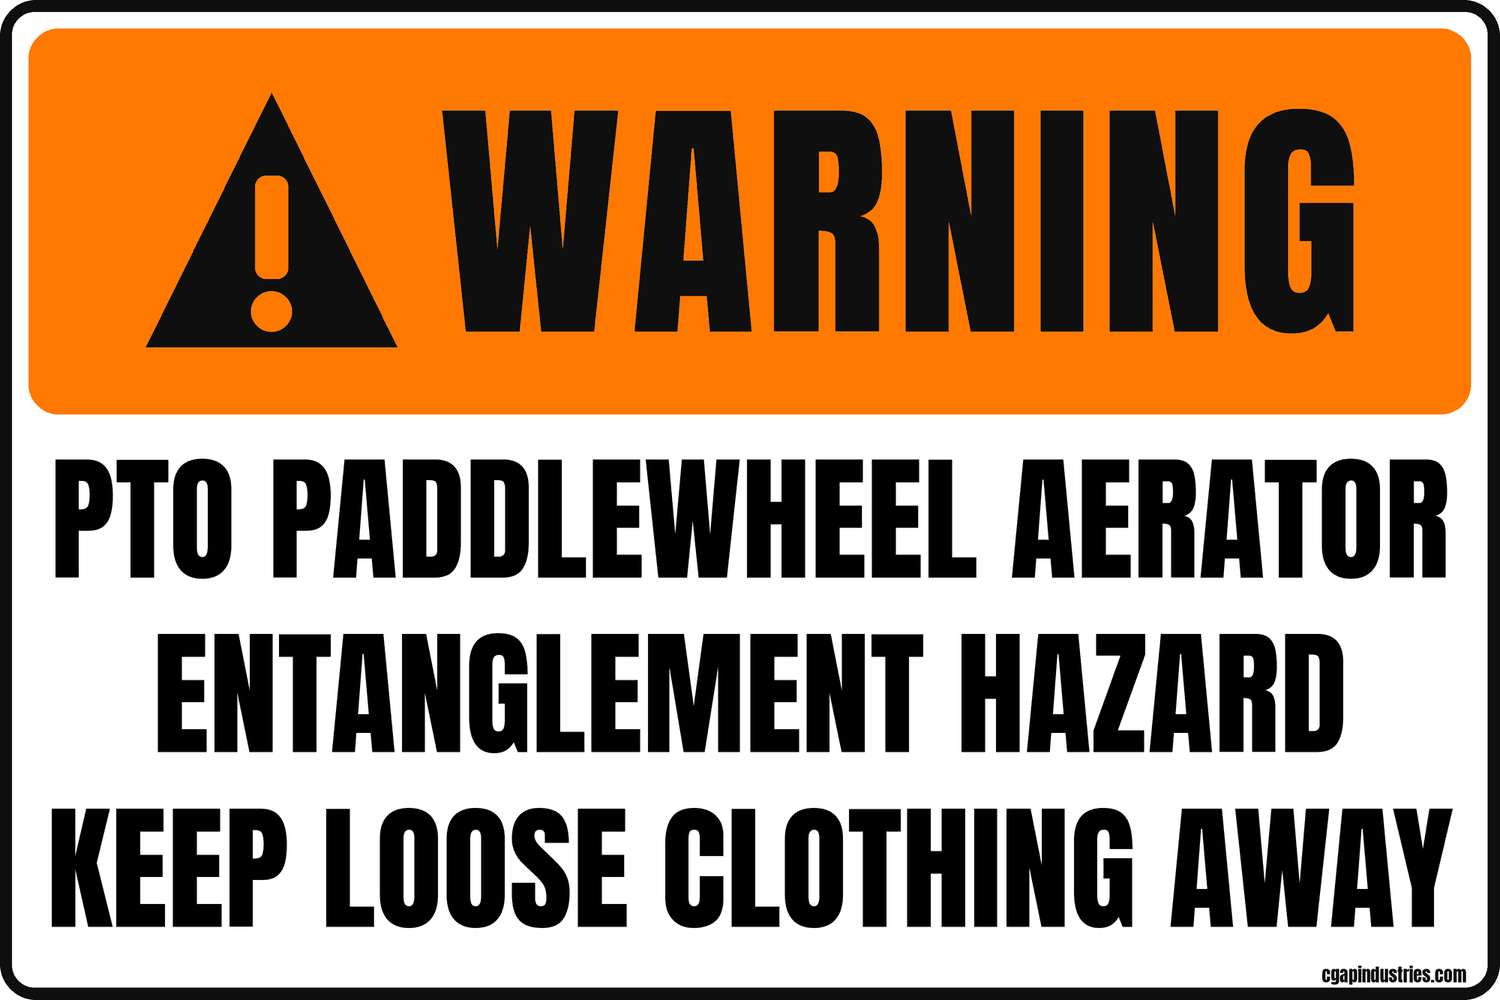 WARNING
PTO PADDLEWHEEL AERATOR
ENTANGLEMENT HAZARD
KEEP LOOSE CLOTHING AWAY
cgapindustries.com